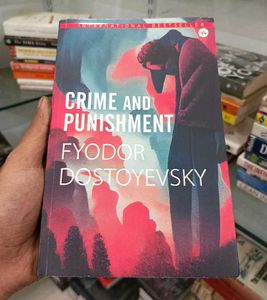 INTERNATIONAL BESTSELLER
CRIME AND
PUNISHMENT
FYODOR
DOSTOYEVSKY